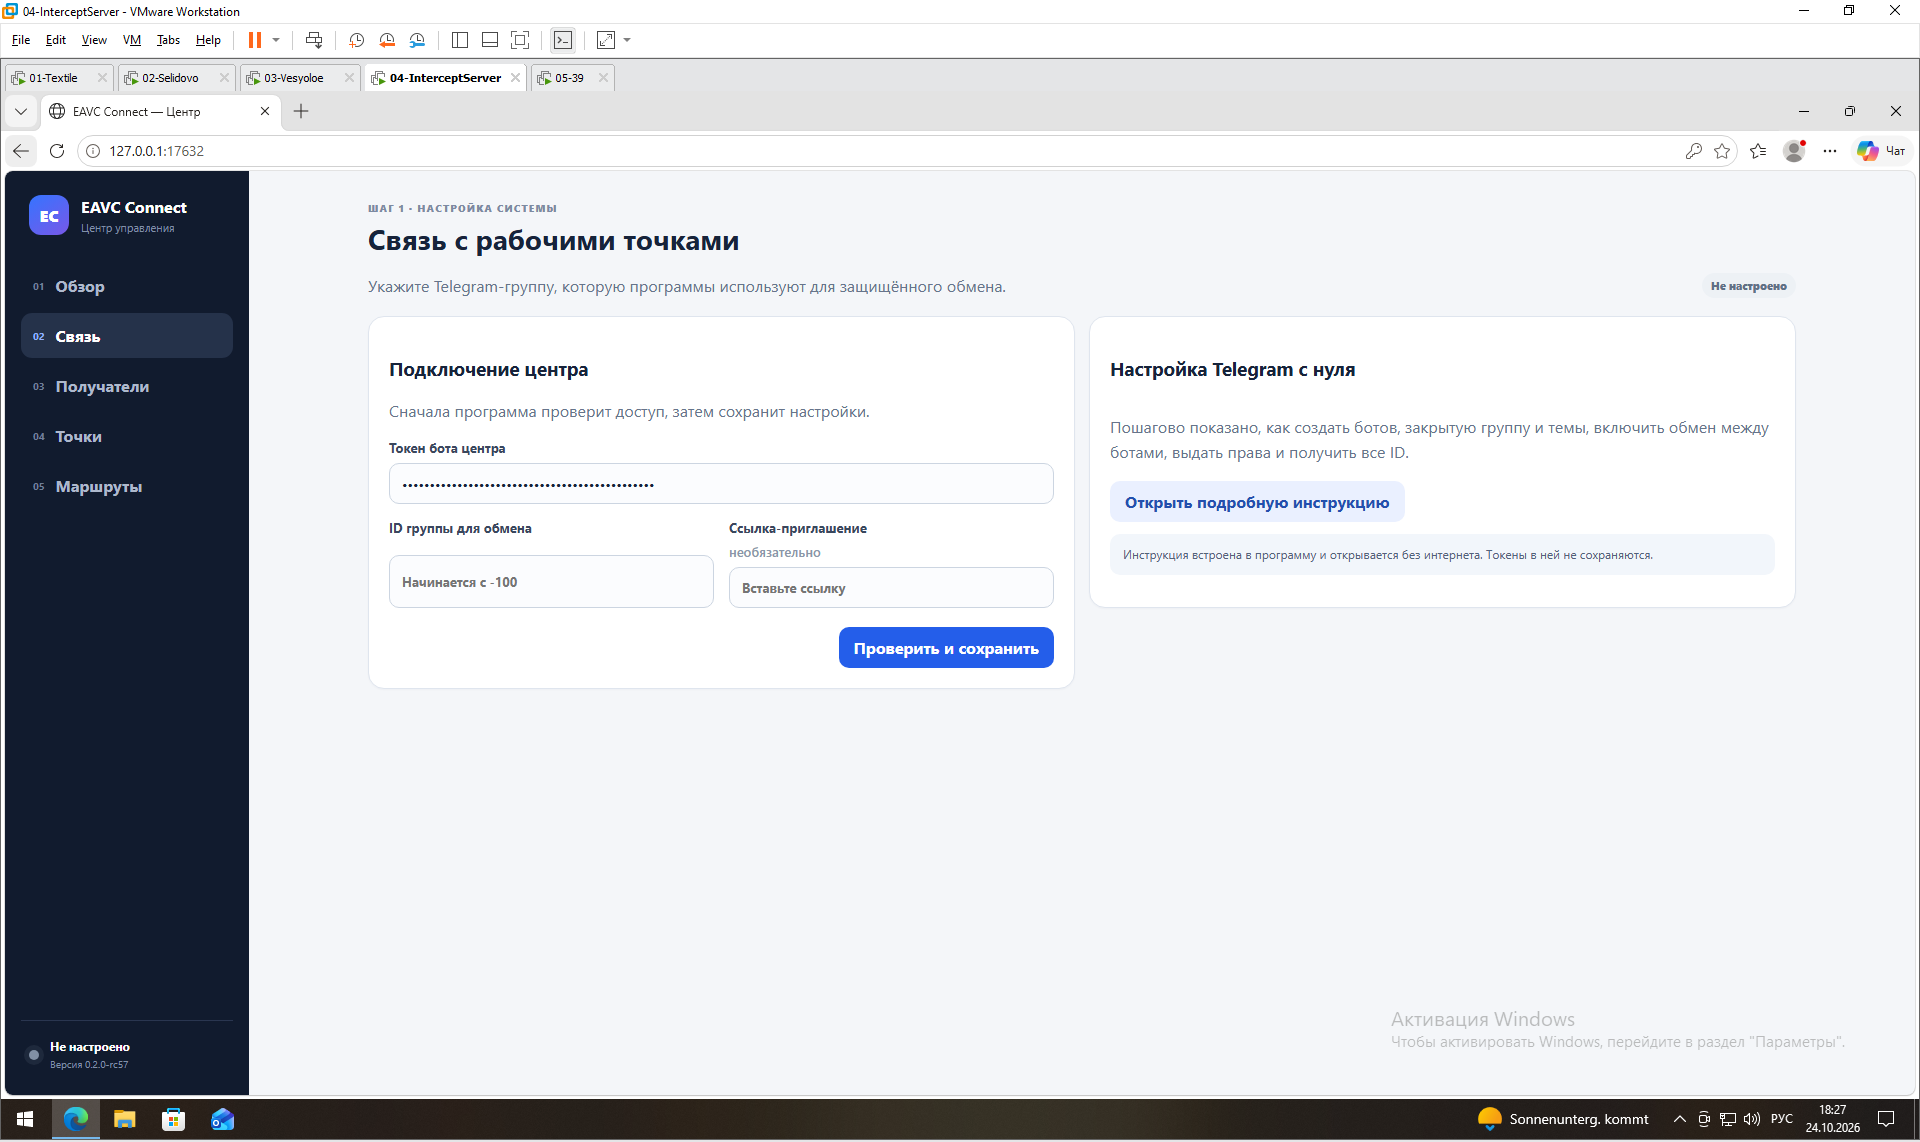 04-InterceptServer - VMware Workstation
File Edit View VM Tabs Help
01-Textile 02-Selidovo 03-Vesyoloe 04-InterceptServer 05-39
EAVC Connect — Центр
127.0.0.1:17632
Чат
EC
EAVC Connect
Центр управления
01 Обзор
02 Связь
03 Получатели
04 Точки
05 Маршруты
Не настроено
Версия 0.2.0-rc57
ШАГ 1 · НАСТРОЙКА СИСТЕМЫ
Связь с рабочими точками
Укажите Telegram-группу, которую программы используют для защищённого обмена.
Не настроено
Подключение центра
Сначала программа проверит доступ, затем сохранит настройки.
Токен бота центра
ID группы для обмена
Начинается с -100
Ссылка-приглашение
необязательно
Вставьте ссылку
Проверить и сохранить
Настройка Telegram с нуля
Пошагово показано, как создать ботов, закрытую группу и темы, включить обмен между
ботами, выдать права и получить все ID.
Открыть подробную инструкцию
Инструкция встроена в программу и открывается без интернета. Токены в ней не сохраняются.
Активация Windows
Чтобы активировать Windows, перейдите в раздел "Параметры".
Sonnenunterg. kommt
РУС
18:27
24.10.2026